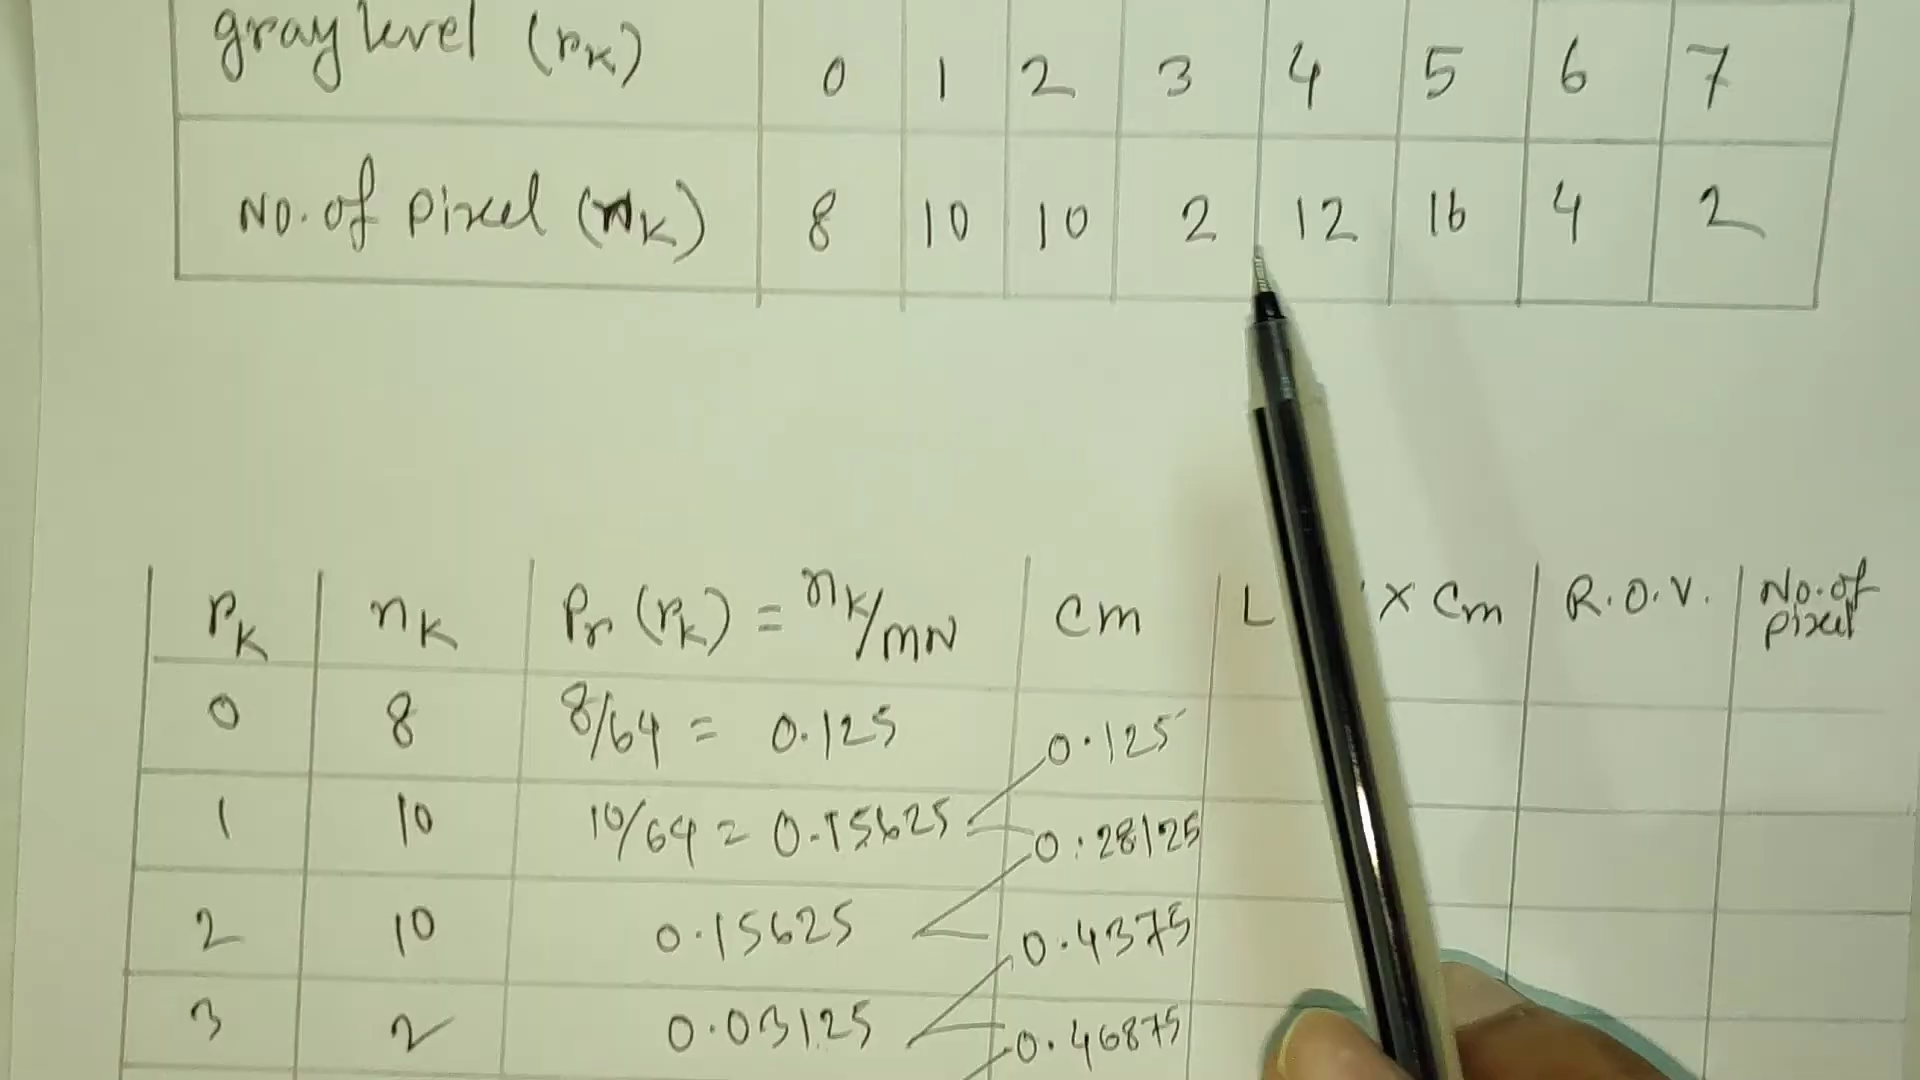 gray level (rK) 0 1 2 3 4 5 6 7
No. of pixel (nK) 8 10 10 2 12 16 4 2
rK nK Pr (rK) = nK/MN Cm L X Cm R.O.V. No. of pixel
0 8 8/64 = 0.125 0.125
1 10 10/64 = 0.15625 0.28125
2 10 0.15625 0.4375
3 2 0.03125 0.46875